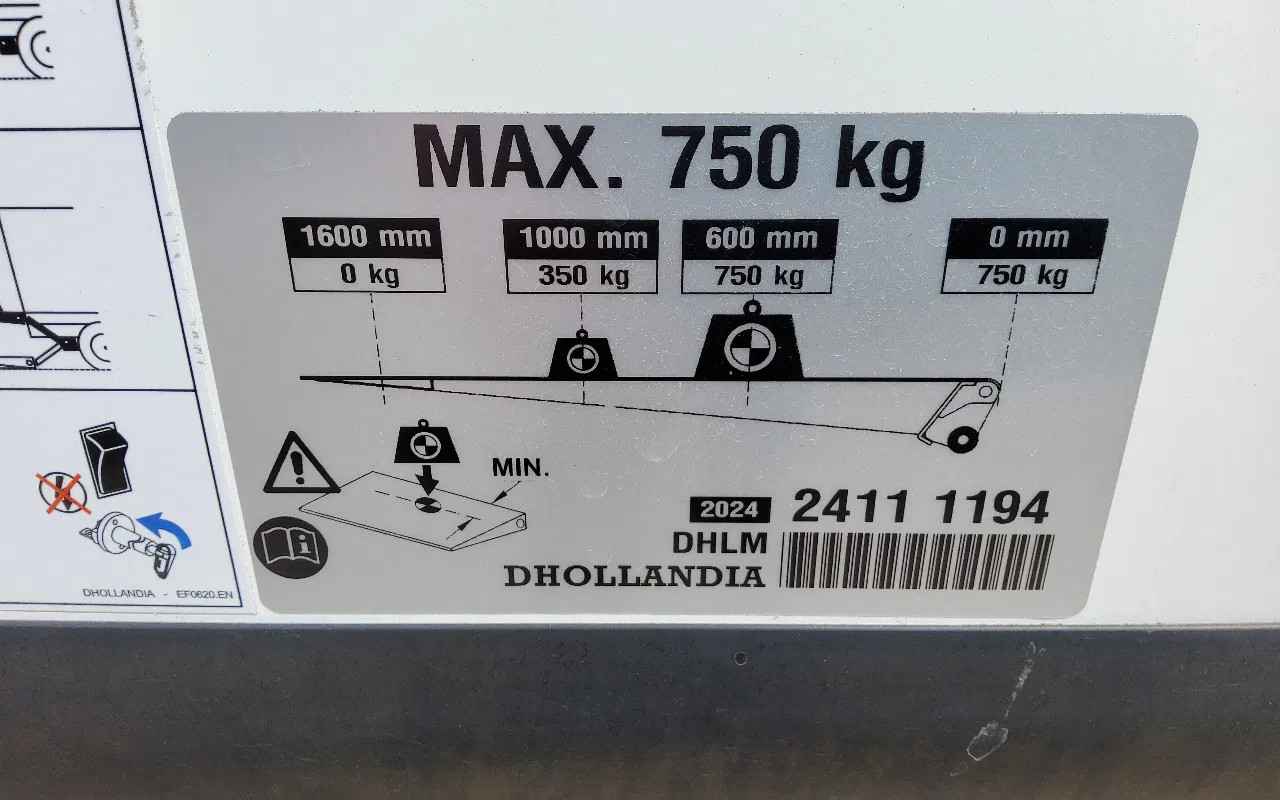 MAX. 750 kg
1600 mm
0 kg
1000 mm
350 kg
600 mm
750 kg
0 mm
750 kg
MIN.
2024 2411 1194
DHLM
DHOLLANDIA
DHOLLANDIA - EF0620.EN